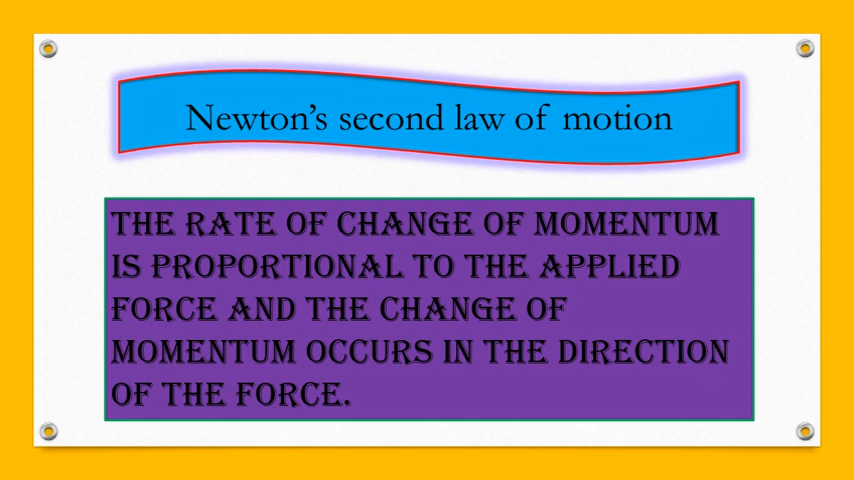 Newton’s second law of motion
THE RATE OF CHANGE OF MOMENTUM
IS PROPORTIONAL TO THE APPLIED
FORCE AND THE CHANGE OF
MOMENTUM OCCURS IN THE DIRECTION
OF THE FORCE.